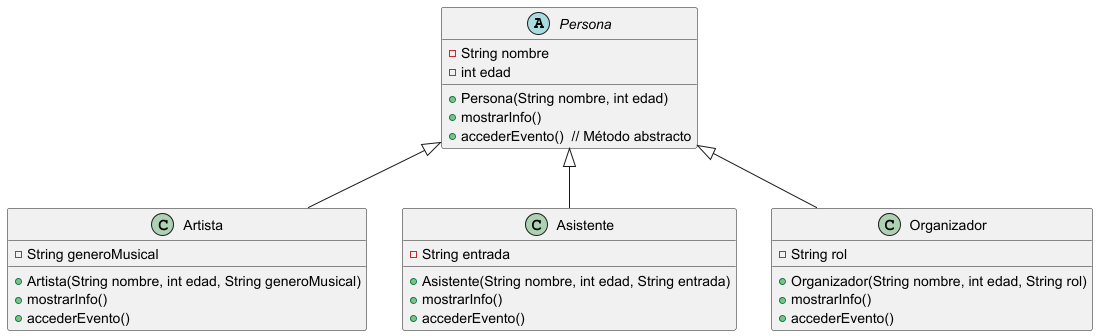 A Persona
String nombre
int edad
Persona(String nombre, int edad)
mostrarInfo()
accederEvento()  // Método abstracto
C Artista
String generoMusical
Artista(String nombre, int edad, String generoMusical)
mostrarInfo()
accederEvento()
C Asistente
String entrada
Asistente(String nombre, int edad, String entrada)
mostrarInfo()
accederEvento()
C Organizador
String rol
Organizador(String nombre, int edad, String rol)
mostrarInfo()
accederEvento()